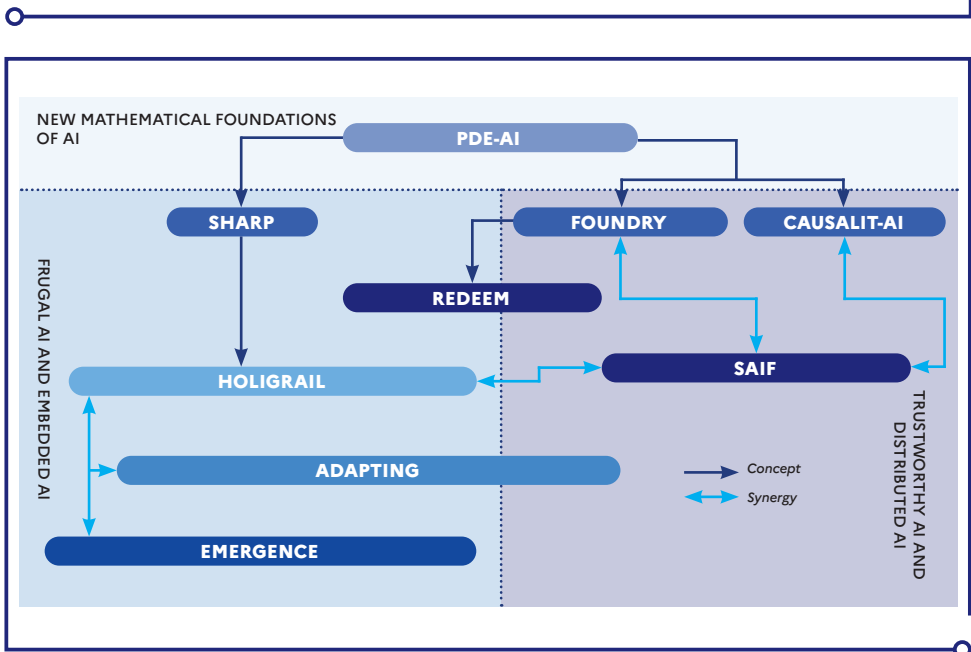 NEW MATHEMATICAL FOUNDATIONS
OF AI
PDE-AI
SHARP
FOUNDRY
CAUSALIT-AI
FRUGAL AI AND EMBEDDED AI
REDEEM
HOLIGRAIL
SAIF
TRUSTWORTHY AI AND
DISTRIBUTED AI
ADAPTING
Concept
Synergy
EMERGENCE